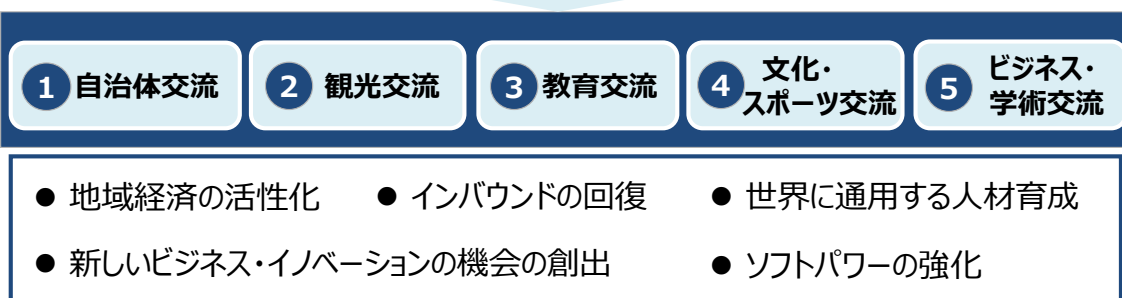 1 自治体交流
2 観光交流
3 教育交流
4 文化・
スポーツ交流
5 ビジネス・
学術交流
● 地域経済の活性化 ● インバウンドの回復 ● 世界に通用する人材育成
● 新しいビジネス・イノベーションの機会の創出 ● ソフトパワーの強化